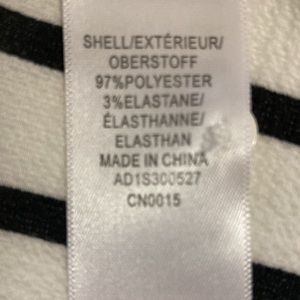 SHELL/EXTÉRIEUR/
OBERSTOFF
97%POLYESTER
3%ELASTANE/
ÉLASTHANNE/
ELASTHAN
MADE IN CHINA
AD1S300527
CN0015